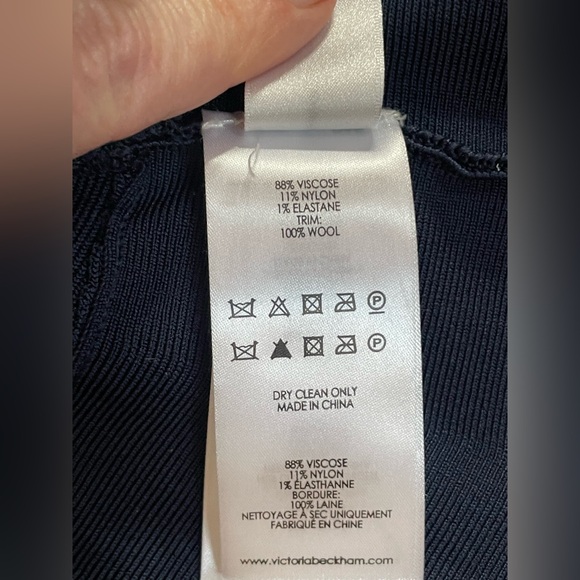 88% VISCOSE
11% NYLON
1% ELASTANE
TRIM:
100% WOOL
P
P
DRY CLEAN ONLY
MADE IN CHINA
88% VISCOSE
11% NYLON
1% ÉLASTHANNE
BORDURE:
100% LAINE
NETTOYAGE À SEC UNIQUEMENT
FABRIQUÉ EN CHINE
www.victoriabeckham.com